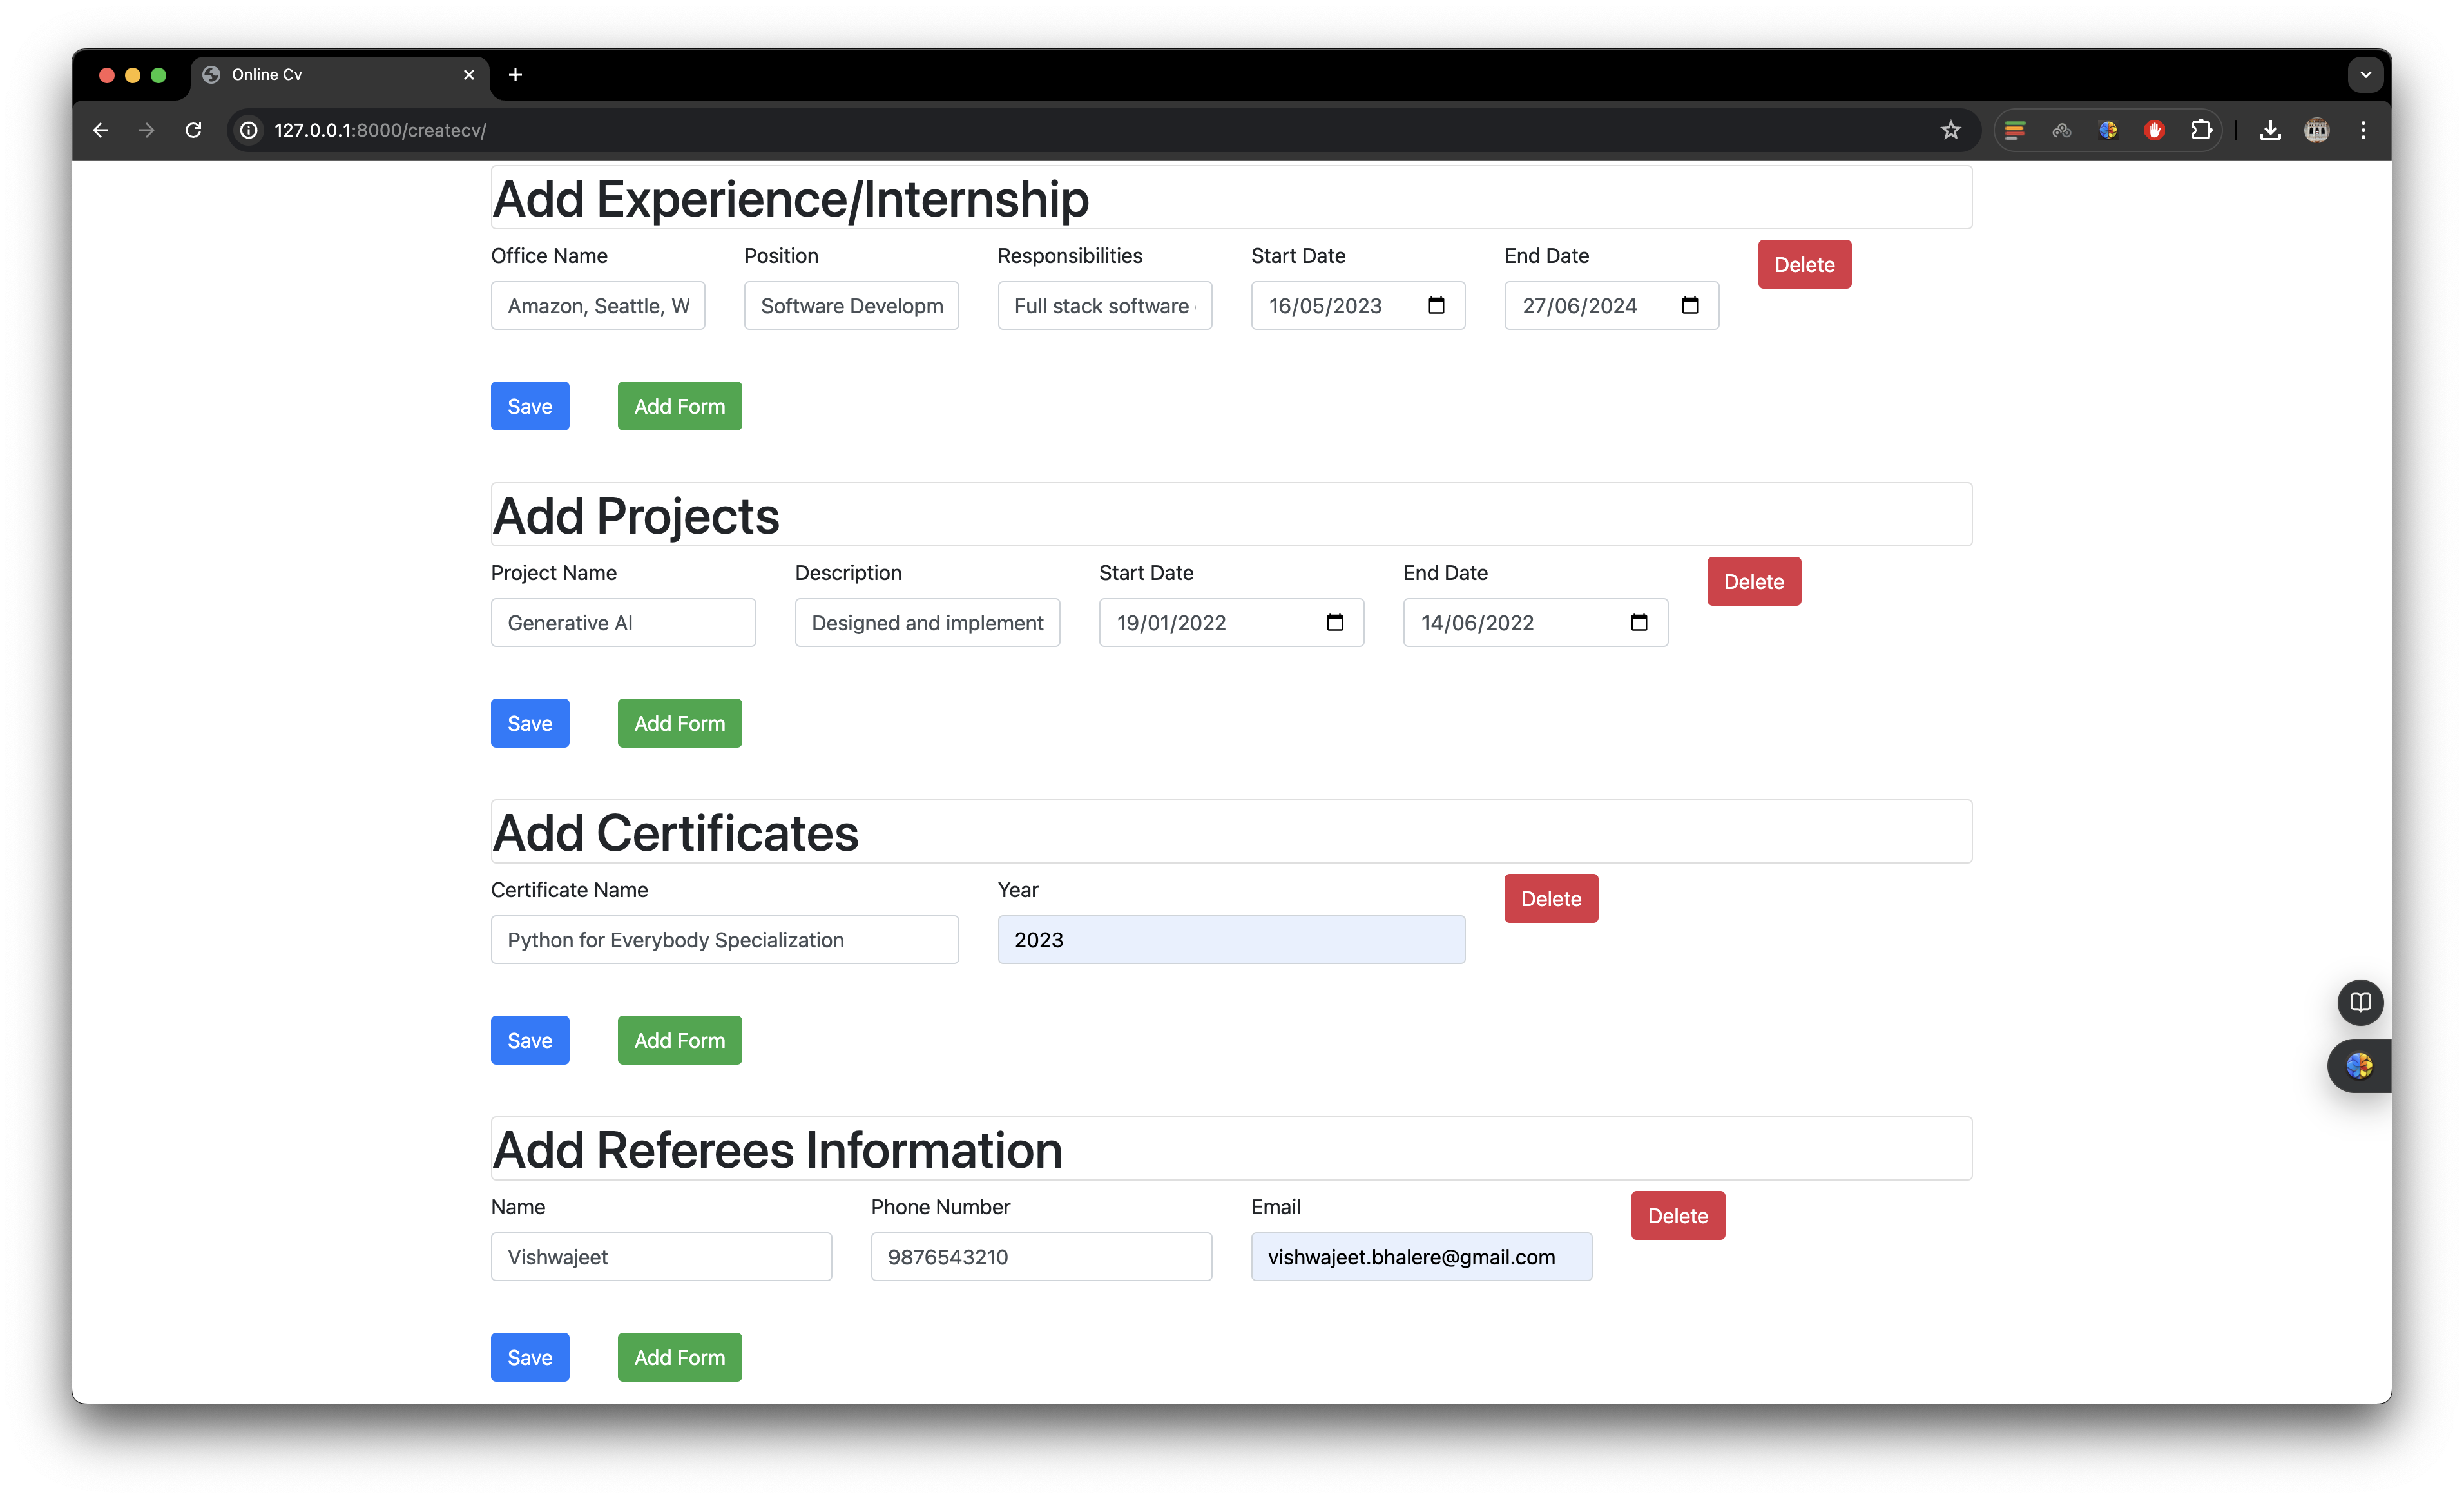 Online Cv
127.0.0.1:8000/createcv/
Add Experience/Internship
Office Name Position Responsibilities Start Date End Date Delete
Amazon, Seattle, W Software Developm Full stack software 16/05/2023 27/06/2024
Save Add Form
Add Projects
Project Name Description Start Date End Date Delete
Generative AI Designed and implement 19/01/2022 14/06/2022
Save Add Form
Add Certificates
Certificate Name Year Delete
Python for Everybody Specialization 2023
Save Add Form
Add Referees Information
Name Phone Number Email Delete
Vishwajeet 9876543210 vishwajeet.bhalere@gmail.com
Save Add Form